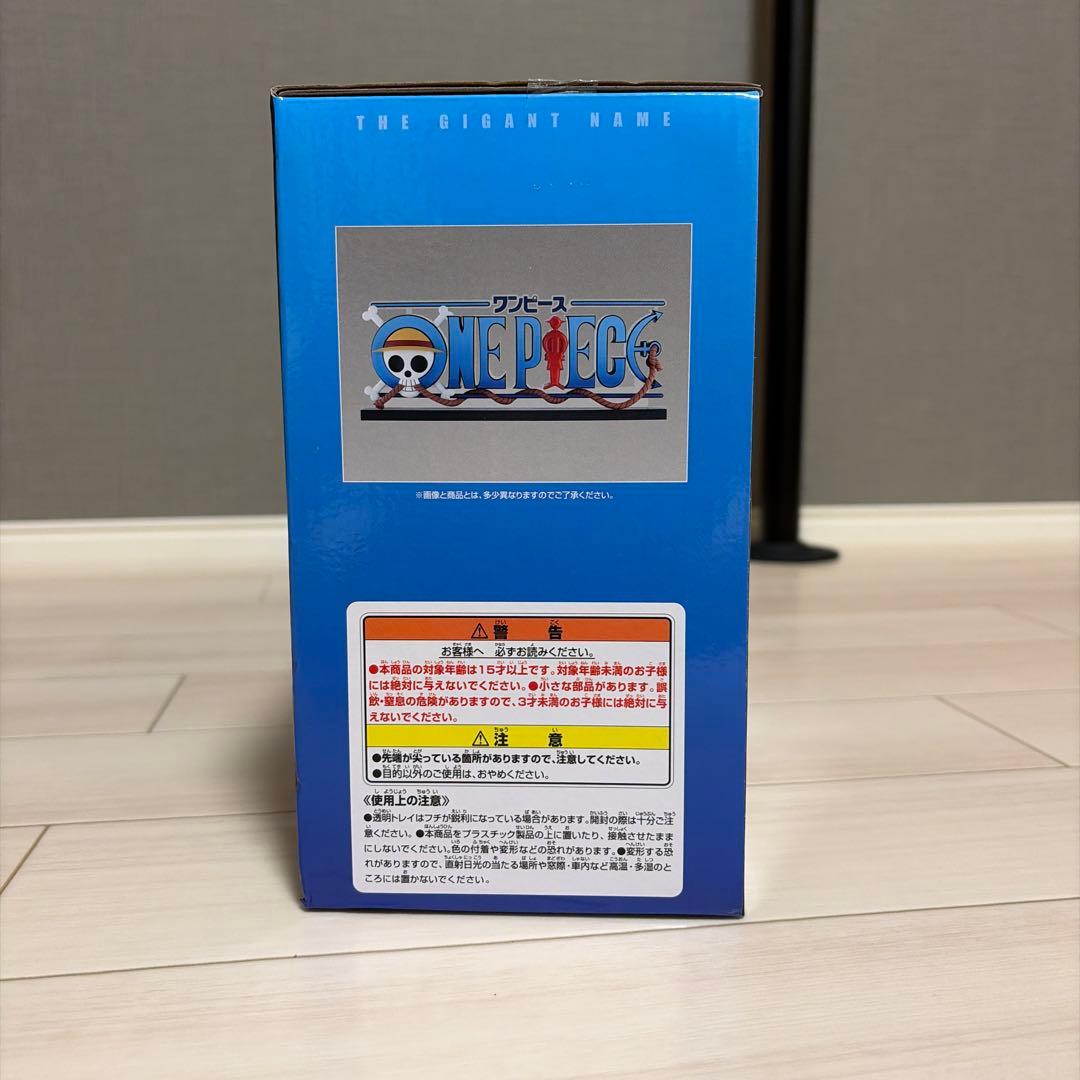 THE GIGANT NAME
ワンピース
ONE PIECE
※画像と商品とは、多少異なりますのでご了承ください。
⚠警告
お客様へ 必ずお読みください。
●本商品の対象年齢は15才以上です。対象年齢未満のお子様
には絶対に与えないでください。●小さな部品があります。誤
飲・窒息の危険がありますので、3才未満のお子様には絶対に与
えないでください。
⚠注意
●先端が尖っている箇所がありますので、注意してください。
●目的以外のご使用は、おやめください。
《使用上の注意》
●透明トレイはフチが鋭利になっている場合があります。開封の際は十分ご注
意ください。●本商品をプラスチック製品の上に置いたり、接触させたまま
にしないでください。色の付着や変形などの恐れがあります。●変形する恐
れがありますので、直射日光の当たる場所や窓際・車内など高温・多湿のと
ころには置かないでください。